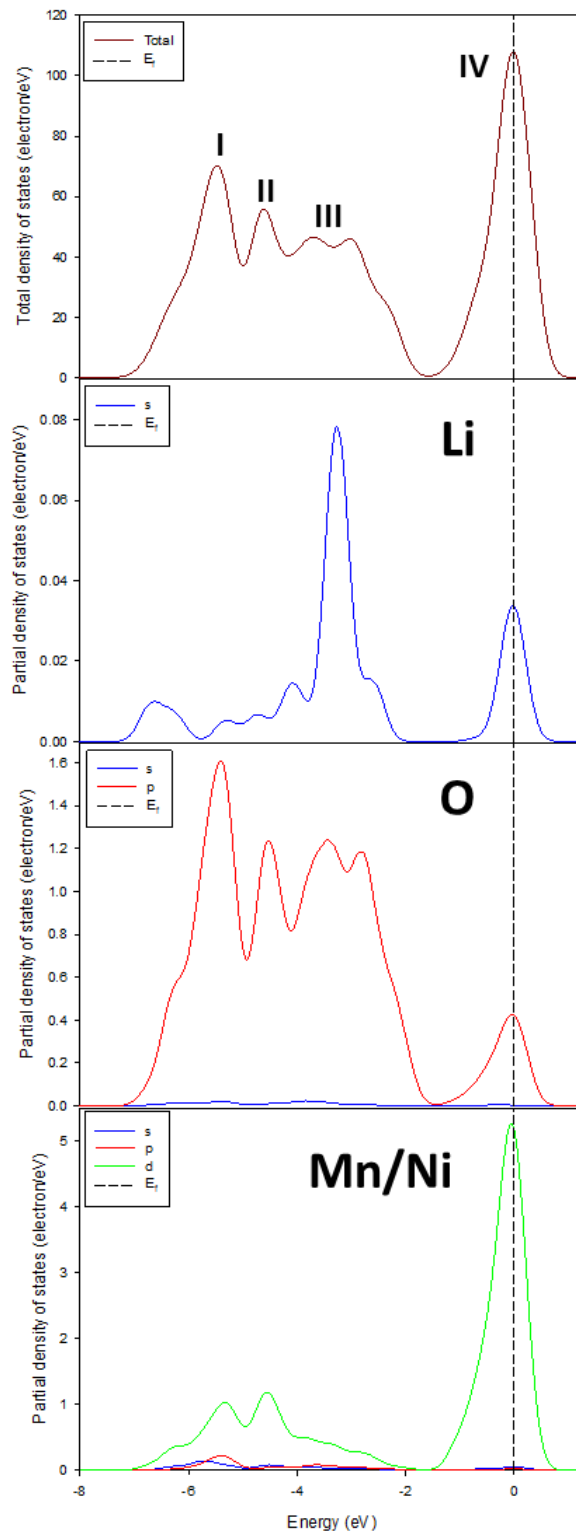 Total density of states (electron/eV)
120
100
80
60
40
20
0
Total
E_f
I
II
III
IV
Partial density of states (electron/eV)
0.08
0.06
0.04
0.02
0.00
s
E_f
Li
Partial density of states (electron/eV)
1.6
1.4
1.2
1.0
0.8
0.6
0.4
0.2
0.0
s
p
E_f
O
Partial density of states (electron/eV)
5
4
3
2
1
0
s
p
d
E_f
Mn/Ni
-8
-6
-4
-2
0
Energy (eV)